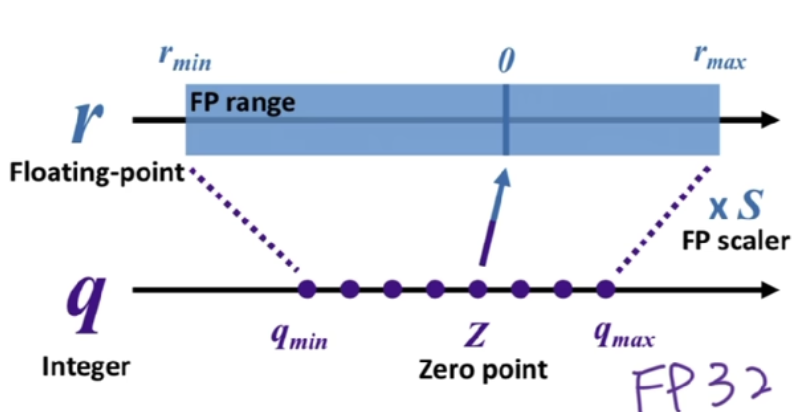 r_min 0 r_max
FP range
r
Floating-point
x S
FP scaler
q
q_min Z q_max
Integer
Zero point
FP32